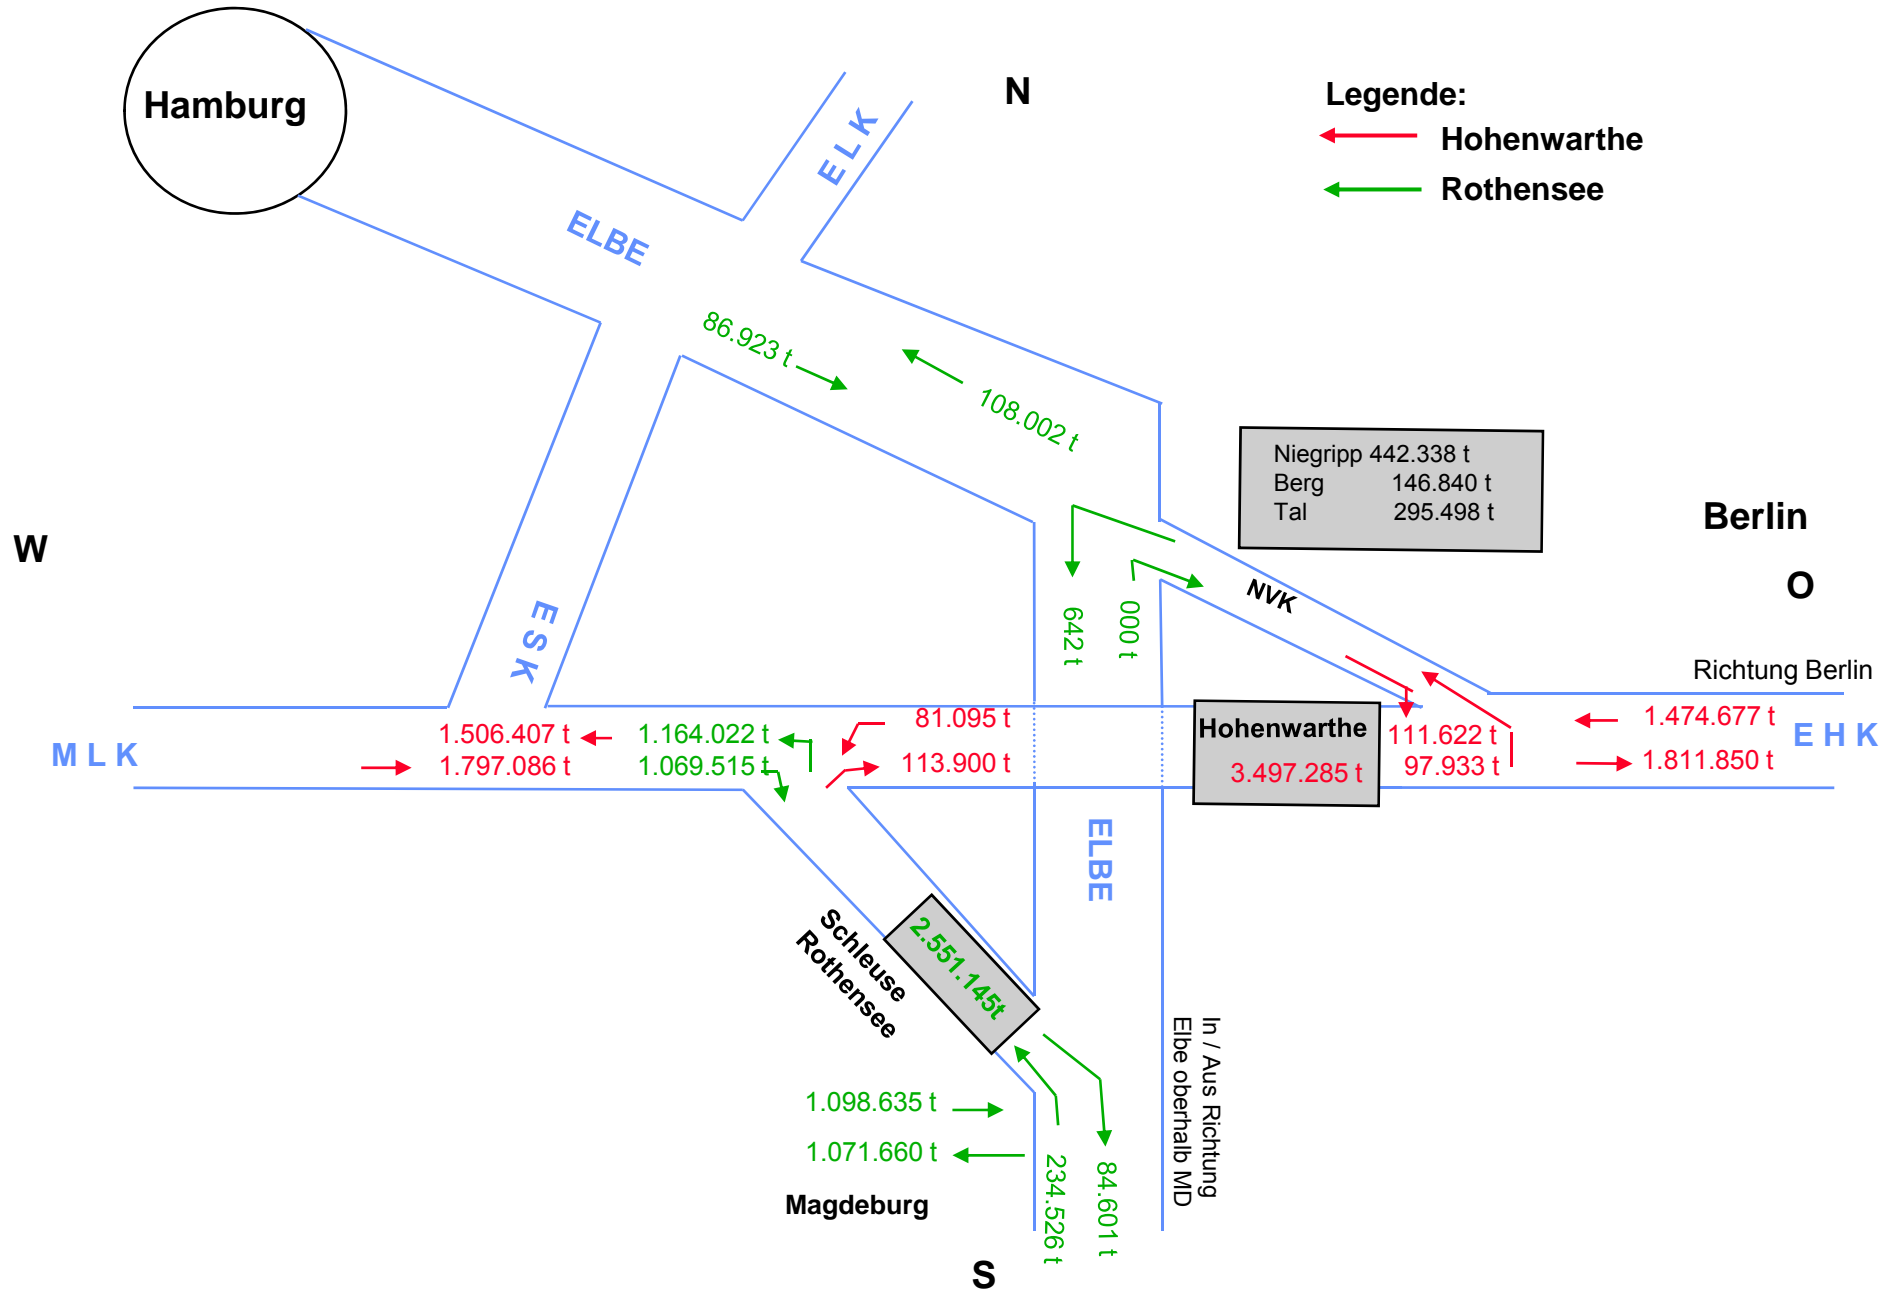 Hamburg
N
Legende:
Hohenwarthe
Rothensee
ELK
ELBE
86.923 t
108.002 t
Niegripp 442.338 t
Berg 146.840 t
Tal 295.498 t
Berlin
W
O
NVK
642 t
000 t
ESK
Richtung Berlin
MLK
1.506.407 t
1.797.086 t
1.164.022 t
1.069.515 t
81.095 t
113.900 t
Hohenwarthe
3.497.285 t
111.622 t
97.933 t
1.474.677 t
1.811.850 t
EHK
ELBE
Schleuse
Rothensee
2.551.145t
In / Aus Richtung
Elbe oberhalb MD
1.098.635 t
1.071.660 t
Magdeburg
234.526 t
84.601 t
S